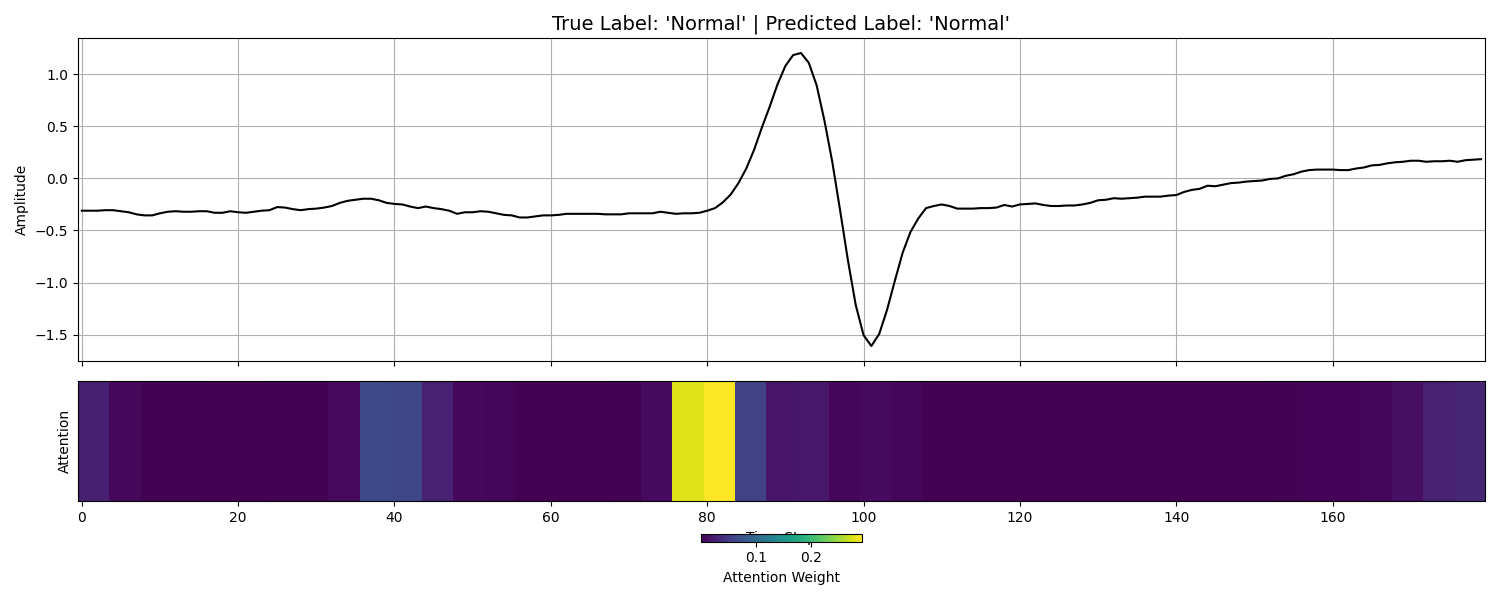 True Label: 'Normal' | Predicted Label: 'Normal'
1.0
0.5
0.0
−0.5
−1.0
−1.5
Amplitude
Attention
0 20 40 60 80 100 120 140 160
0.1 0.2
Attention Weight